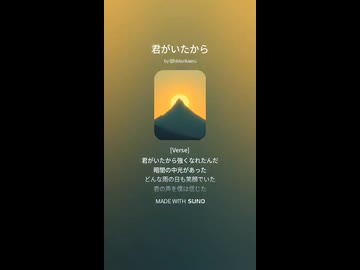 君がいたから
[Verse]
君がいたから強くなれたんだ
暗闇の中光があった
どんな雨の日も笑顔でいた
君の声を僕は信じた
MADE WITH SUNO